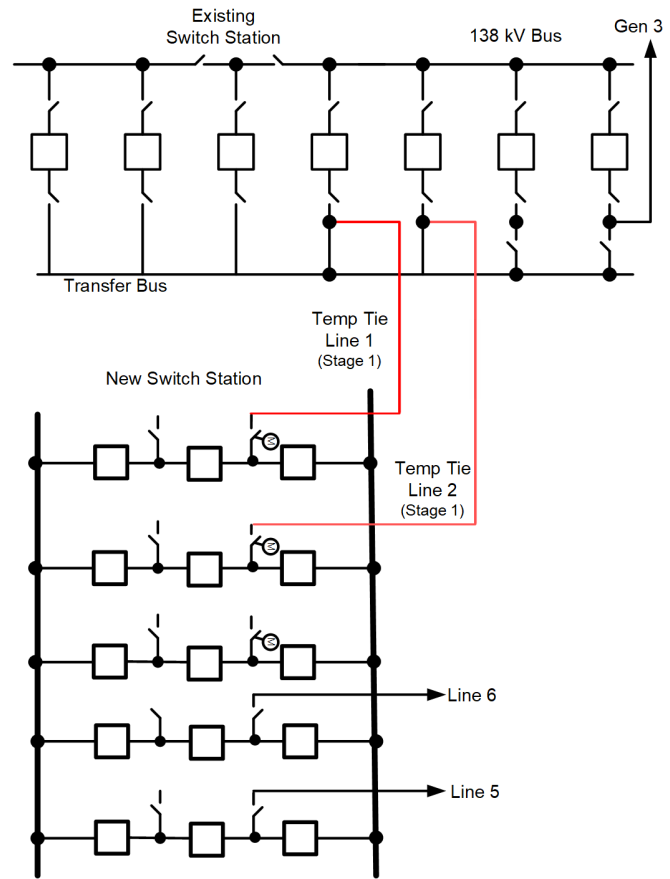 Existing
Switch Station
138 kV Bus
Gen 3
Transfer Bus
Temp Tie
Line 1
(Stage 1)
New Switch Station
M
Temp Tie
Line 2
(Stage 1)
M
M
Line 6
Line 5